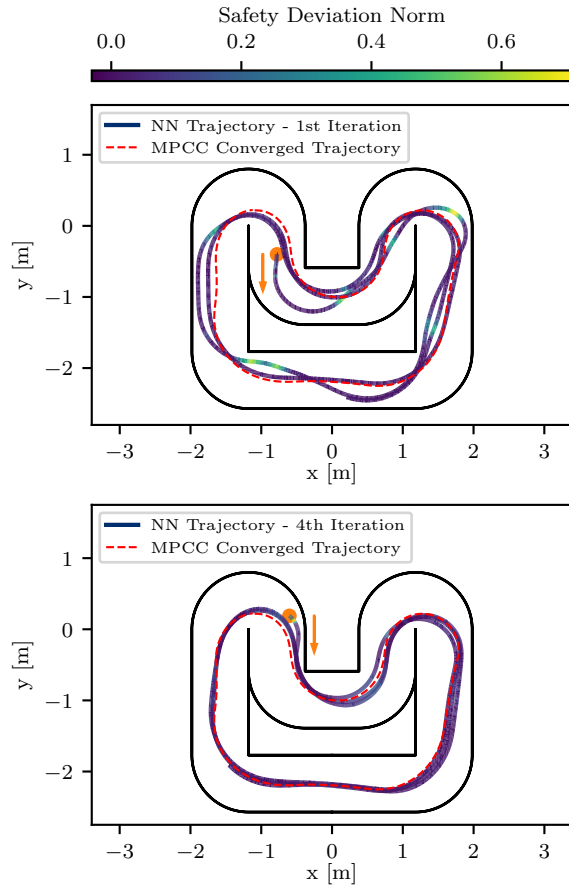 Safety Deviation Norm
0.0 0.2 0.4 0.6
NN Trajectory - 1st Iteration
MPCC Converged Trajectory
1
0
−1
−2
y [m]
−3 −2 −1 0 1 2 3
x [m]
NN Trajectory - 4th Iteration
MPCC Converged Trajectory
1
0
−1
−2
y [m]
−3 −2 −1 0 1 2 3
x [m]